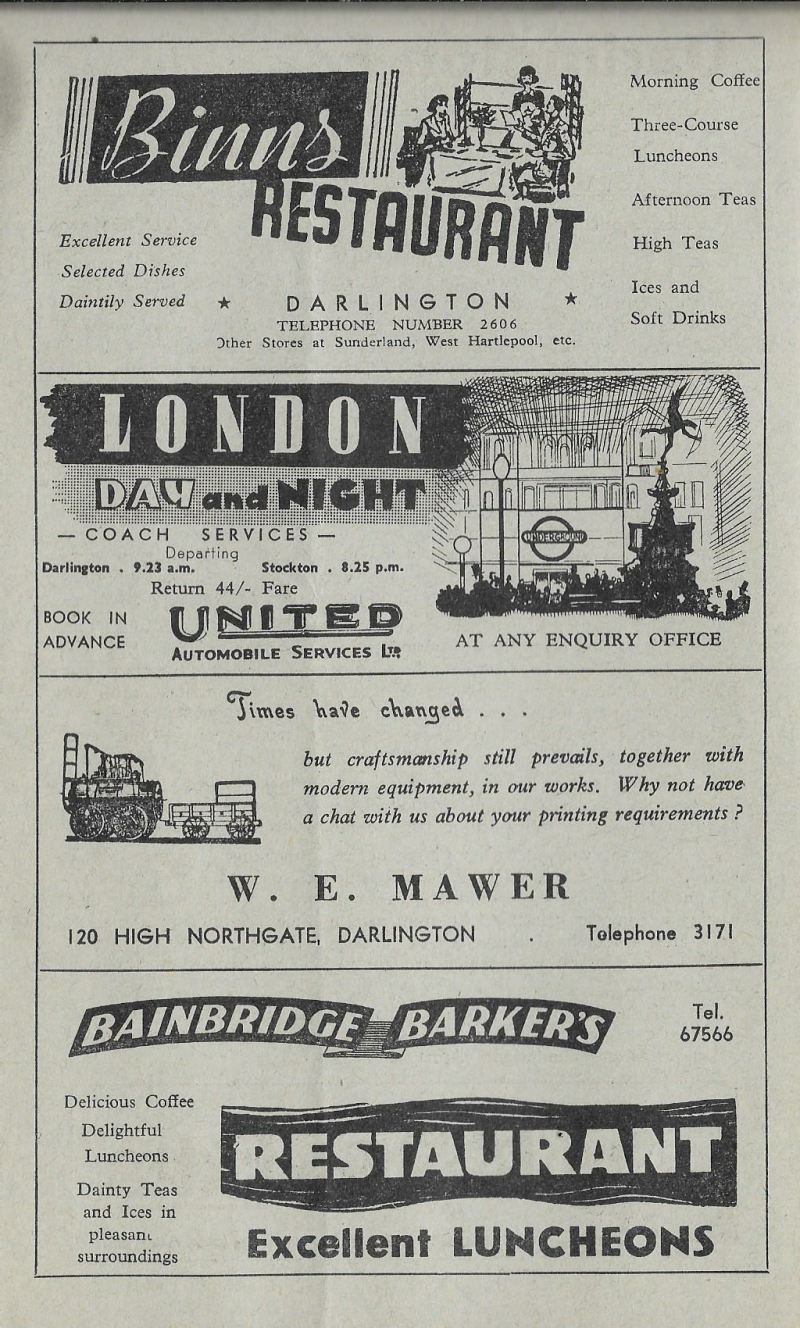 Binns
RESTAURANT
Excellent Service
Selected Dishes
Daintily Served
★ DARLINGTON ★
TELEPHONE NUMBER 2606
Other Stores at Sunderland, West Hartlepool, etc.
Morning Coffee
Three-Course
Luncheons
Afternoon Teas
High Teas
Ices and
Soft Drinks
LONDON
DAY and NIGHT
— COACH SERVICES —
Departing
Darlington . 9.23 a.m. Stockton . 8.25 p.m.
Return 44/- Fare
BOOK IN
ADVANCE
UNITED
AUTOMOBILE SERVICES LTD
UNDERGROUND
AT ANY ENQUIRY OFFICE
Times have changed . . .
but craftsmanship still prevails, together with
modern equipment, in our works. Why not have
a chat with us about your printing requirements ?
W. E. MAWER
120 HIGH NORTHGATE, DARLINGTON . Telephone 3171
BAINBRIDGE BARKER'S
Tel.
67566
Delicious Coffee
Delightful
Luncheons
Dainty Teas
and Ices in
pleasant
surroundings
RESTAURANT
Excellent LUNCHEONS